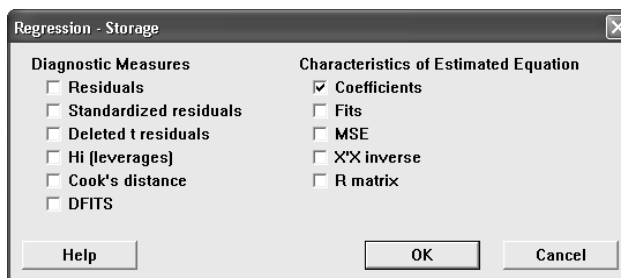 Regression - Storage
Diagnostic Measures
Residuals
Standardized residuals
Deleted t residuals
Hi (leverages)
Cook's distance
DFITS
Characteristics of Estimated Equation
Coefficients
Fits
MSE
X'X inverse
R matrix
Help
OK
Cancel